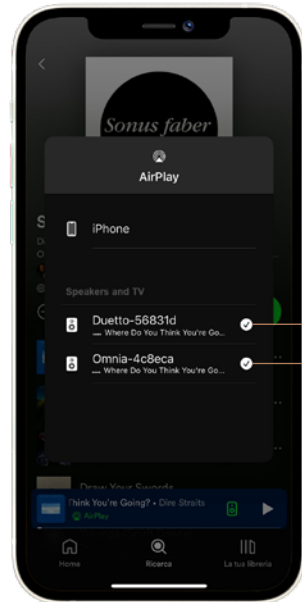 Sonus faber
AirPlay
iPhone
Speakers and TV
Duetto-56831d
... Where Do You Think You're Go...
Omnia-4c8eca
... Where Do You Think You're Go...
Draw Your Swords
Think You're Going? • Dire Straits
AirPlay
Home
Ricerca
La tua libreria